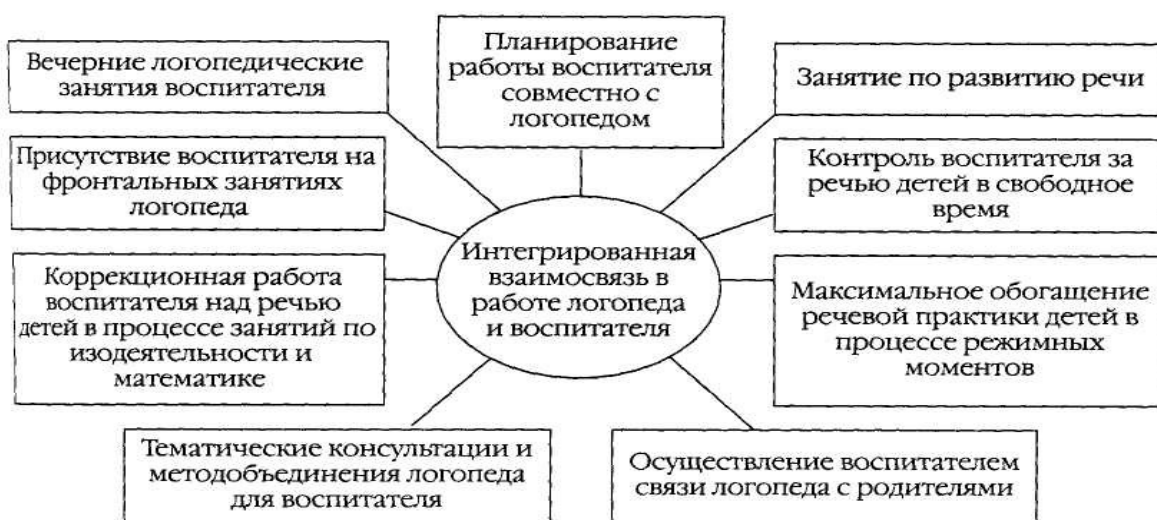 Вечерние логопедические
занятия воспитателя
Планирование
работы воспитателя
совместно с
логопедом
Занятие по развитию речи
Присутствие воспитателя на
фронтальных занятиях
логопеда
Контроль воспитателя за
речью детей в свободное
время
Интегрированная
взаимосвязь в
работе логопеда
и воспитателя
Коррекционная работа
воспитателя над речью
детей в процессе занятий по
изодеятельности и
математике
Максимальное обогащение
речевой практики детей в
процессе режимных
моментов
Тематические консультации и
методобъединения логопеда
для воспитателя
Осуществление воспитателем
связи логопеда с родителями